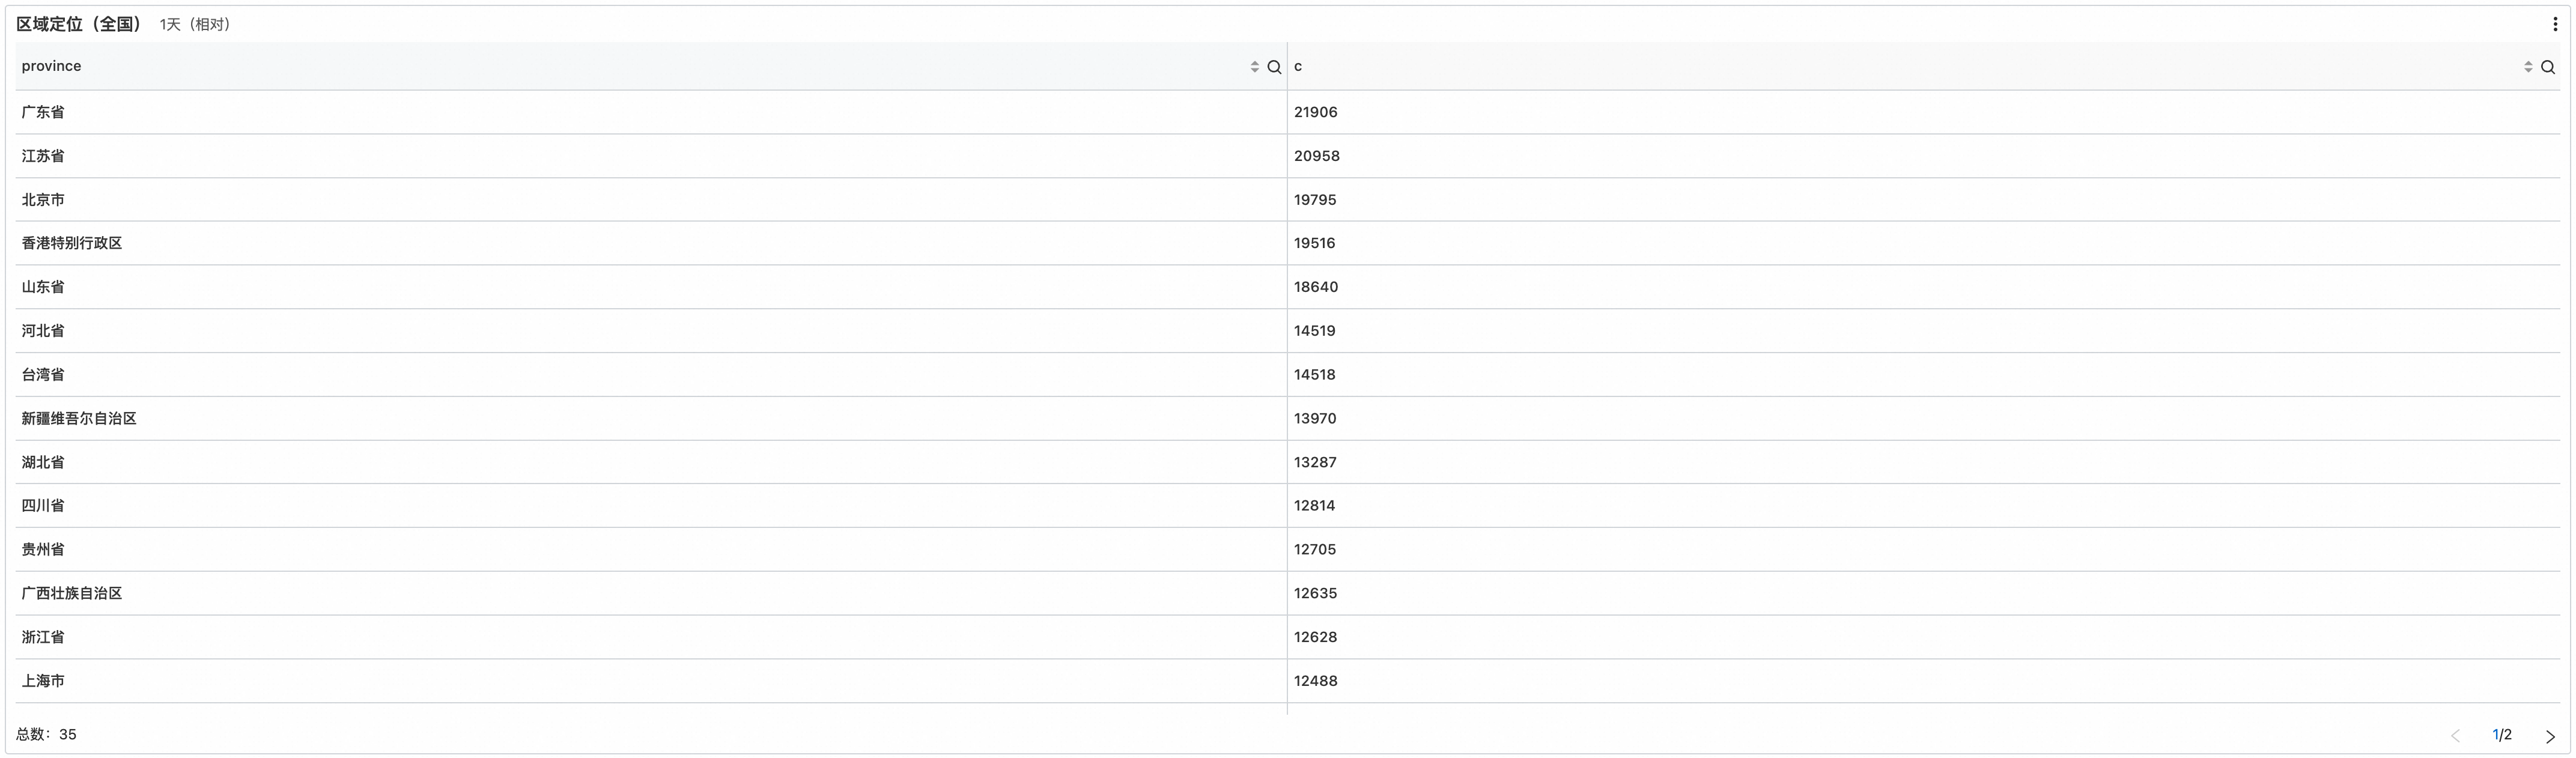 区域定位（全国） 1天（相对）
province c
广东省 21906
江苏省 20958
北京市 19795
香港特别行政区 19516
山东省 18640
河北省 14519
台湾省 14518
新疆维吾尔自治区 13970
湖北省 13287
四川省 12814
贵州省 12705
广西壮族自治区 12635
浙江省 12628
上海市 12488
总数：35 1/2